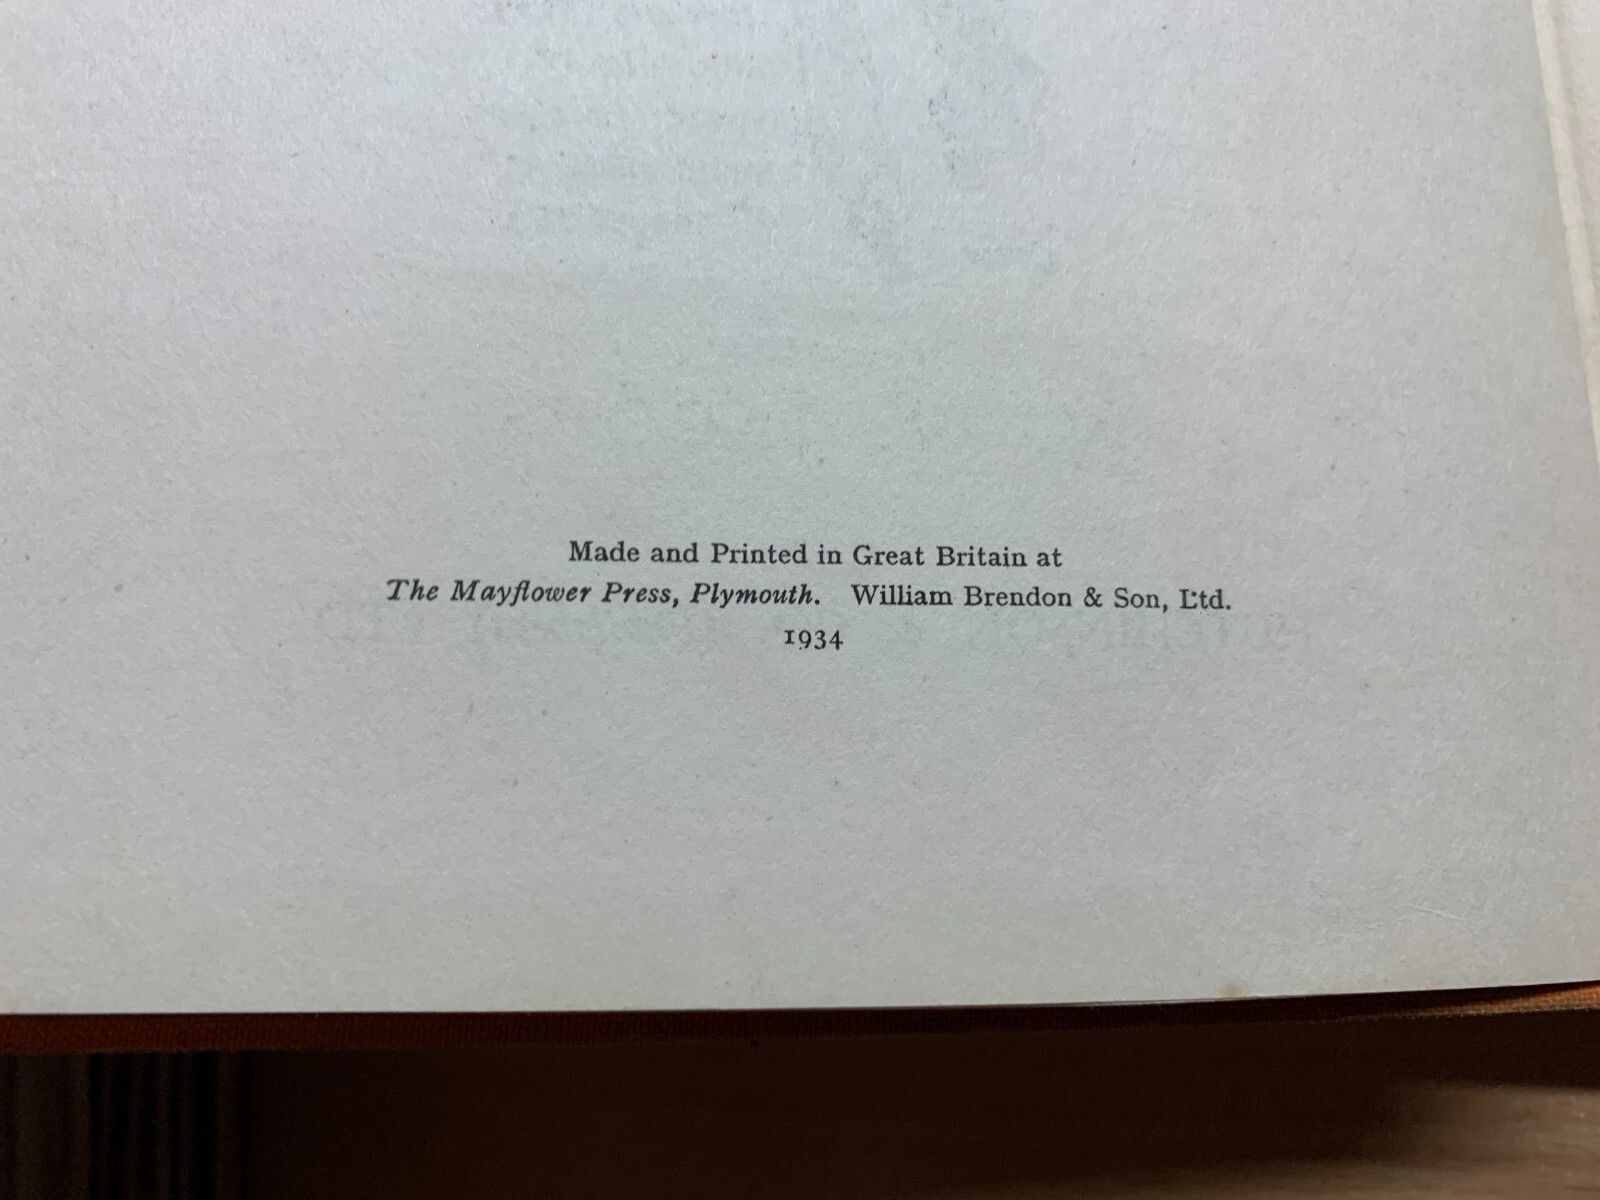 Made and Printed in Great Britain at
The Mayflower Press, Plymouth. William Brendon & Son, Ltd.
1934